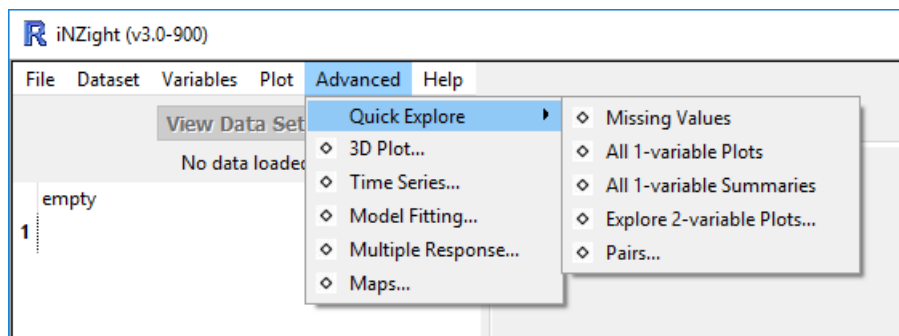 R iNZight (v3.0-900)
File Dataset Variables Plot Advanced Help
View Data Set
No data loaded
empty
1
Quick Explore
3D Plot...
Time Series...
Model Fitting...
Multiple Response...
Maps...
Missing Values
All 1-variable Plots
All 1-variable Summaries
Explore 2-variable Plots...
Pairs...